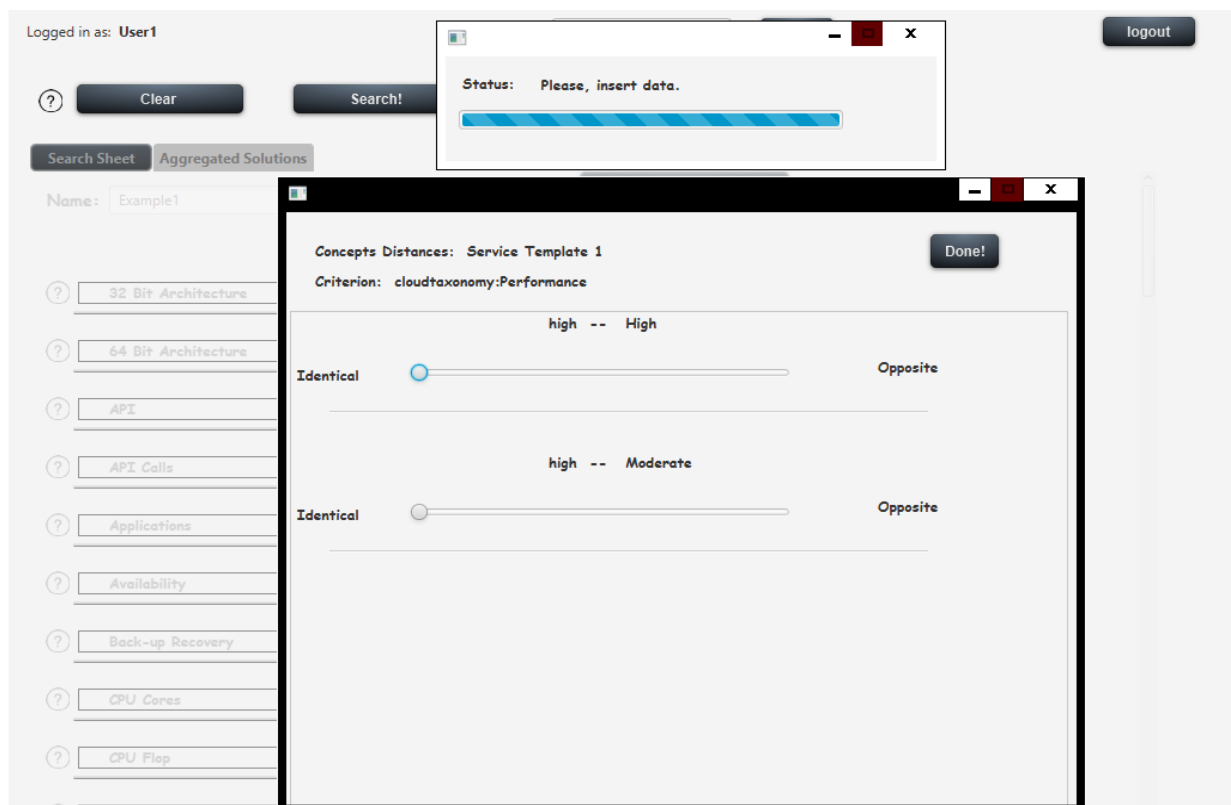 Logged in as: User1
logout
Status: Please, insert data.
?
Clear
Search!
Search Sheet
Aggregated Solutions
Name: Example1
Concepts Distances: Service Template 1
Done!
Criterion: cloudtaxonomy:Performance
high -- High
Identical
Opposite
high -- Moderate
Identical
Opposite
? 32 Bit Architecture
? 64 Bit Architecture
? API
? API Calls
? Applications
? Availability
? Back-up Recovery
? CPU Cores
? CPU Flop